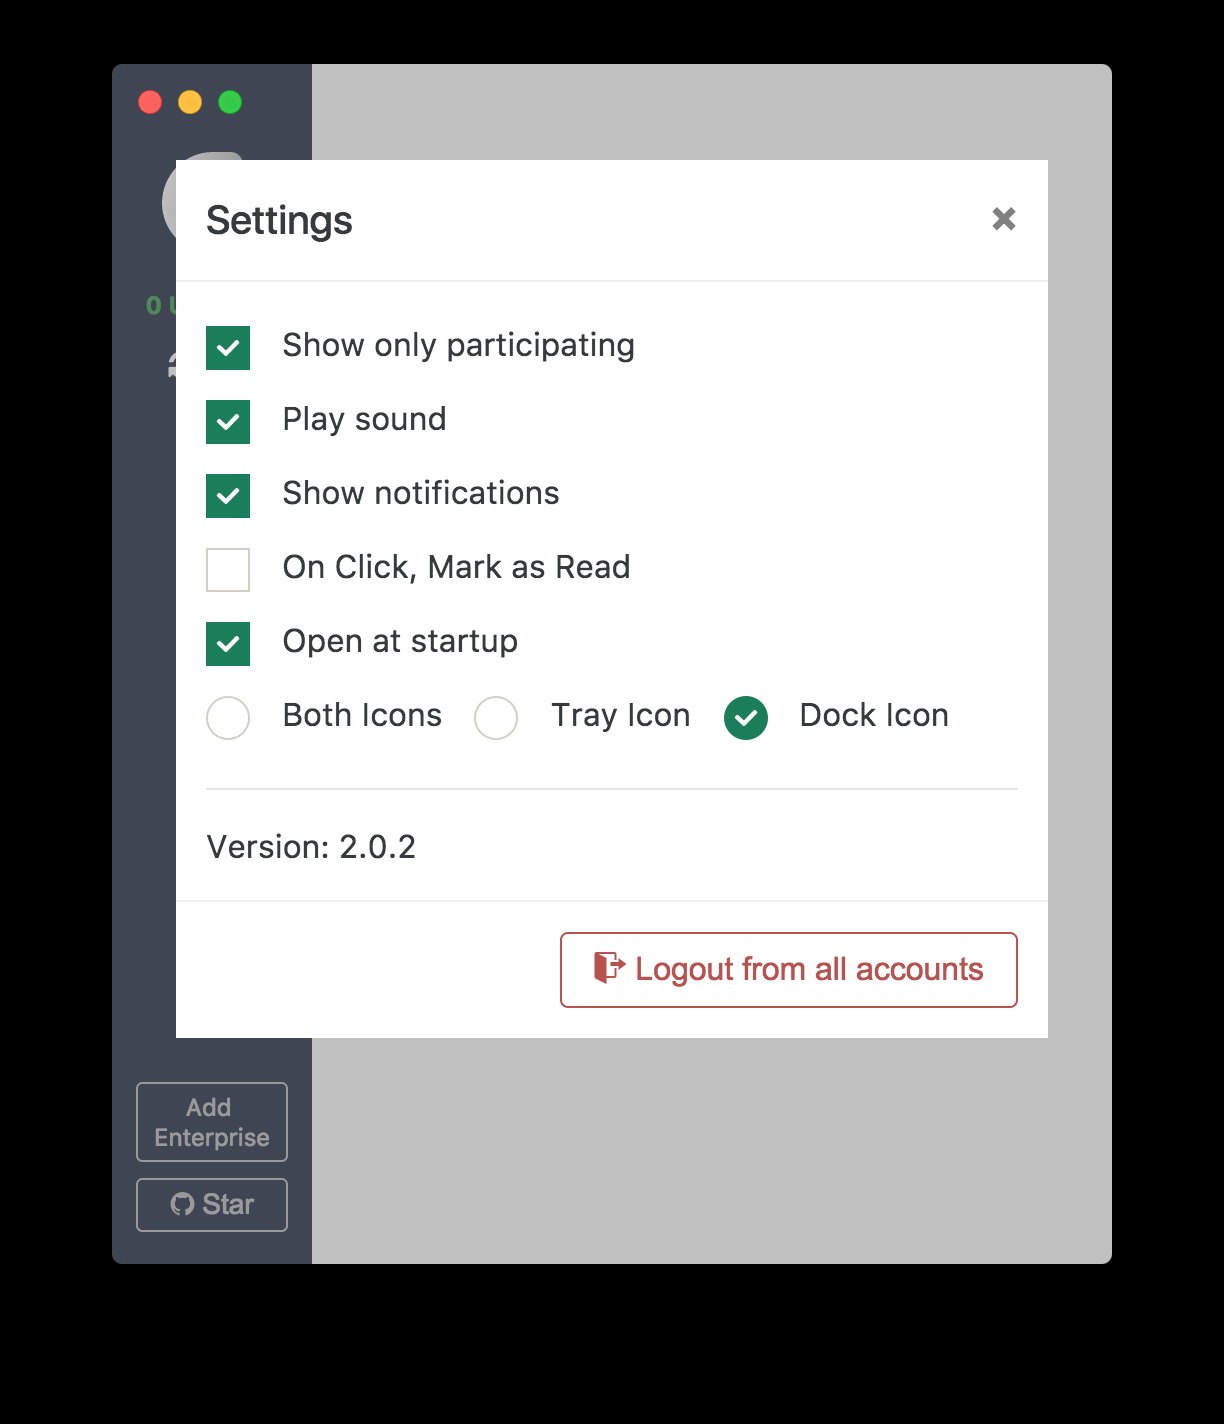 Settings
0
Show only participating
Play sound
Show notifications
On Click, Mark as Read
Open at startup
Both Icons Tray Icon Dock Icon
Version: 2.0.2
Logout from all accounts
Add
Enterprise
Star